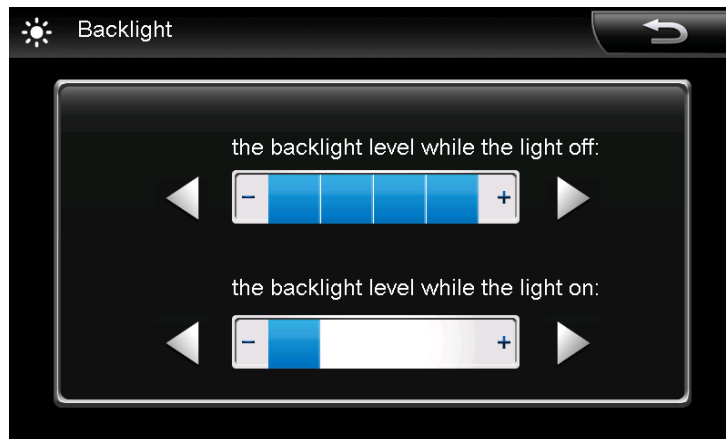 Backlight
the backlight level while the light off:
- +
the backlight level while the light on:
- +